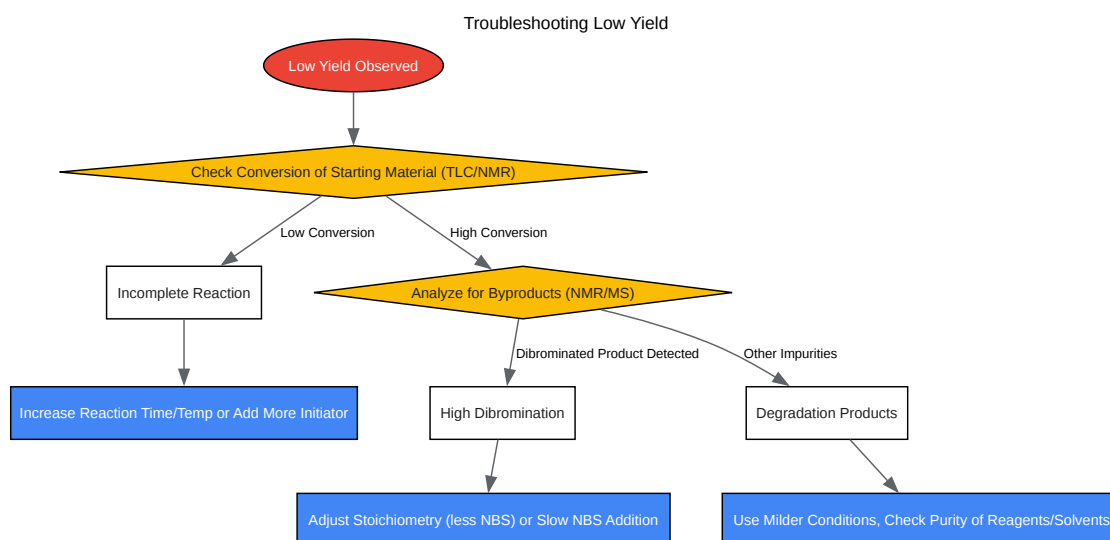 Troubleshooting Low Yield
Low Yield Observed
Check Conversion of Starting Material (TLC/NMR)
Low Conversion
High Conversion
Incomplete Reaction
Analyze for Byproducts (NMR/MS)
Dibrominated Product Detected
Other Impurities
Increase Reaction Time/Temp or Add More Initiator
High Dibromination
Degradation Products
Adjust Stoichiometry (less NBS) or Slow NBS Addition
Use Milder Conditions, Check Purity of Reagents/Solvents